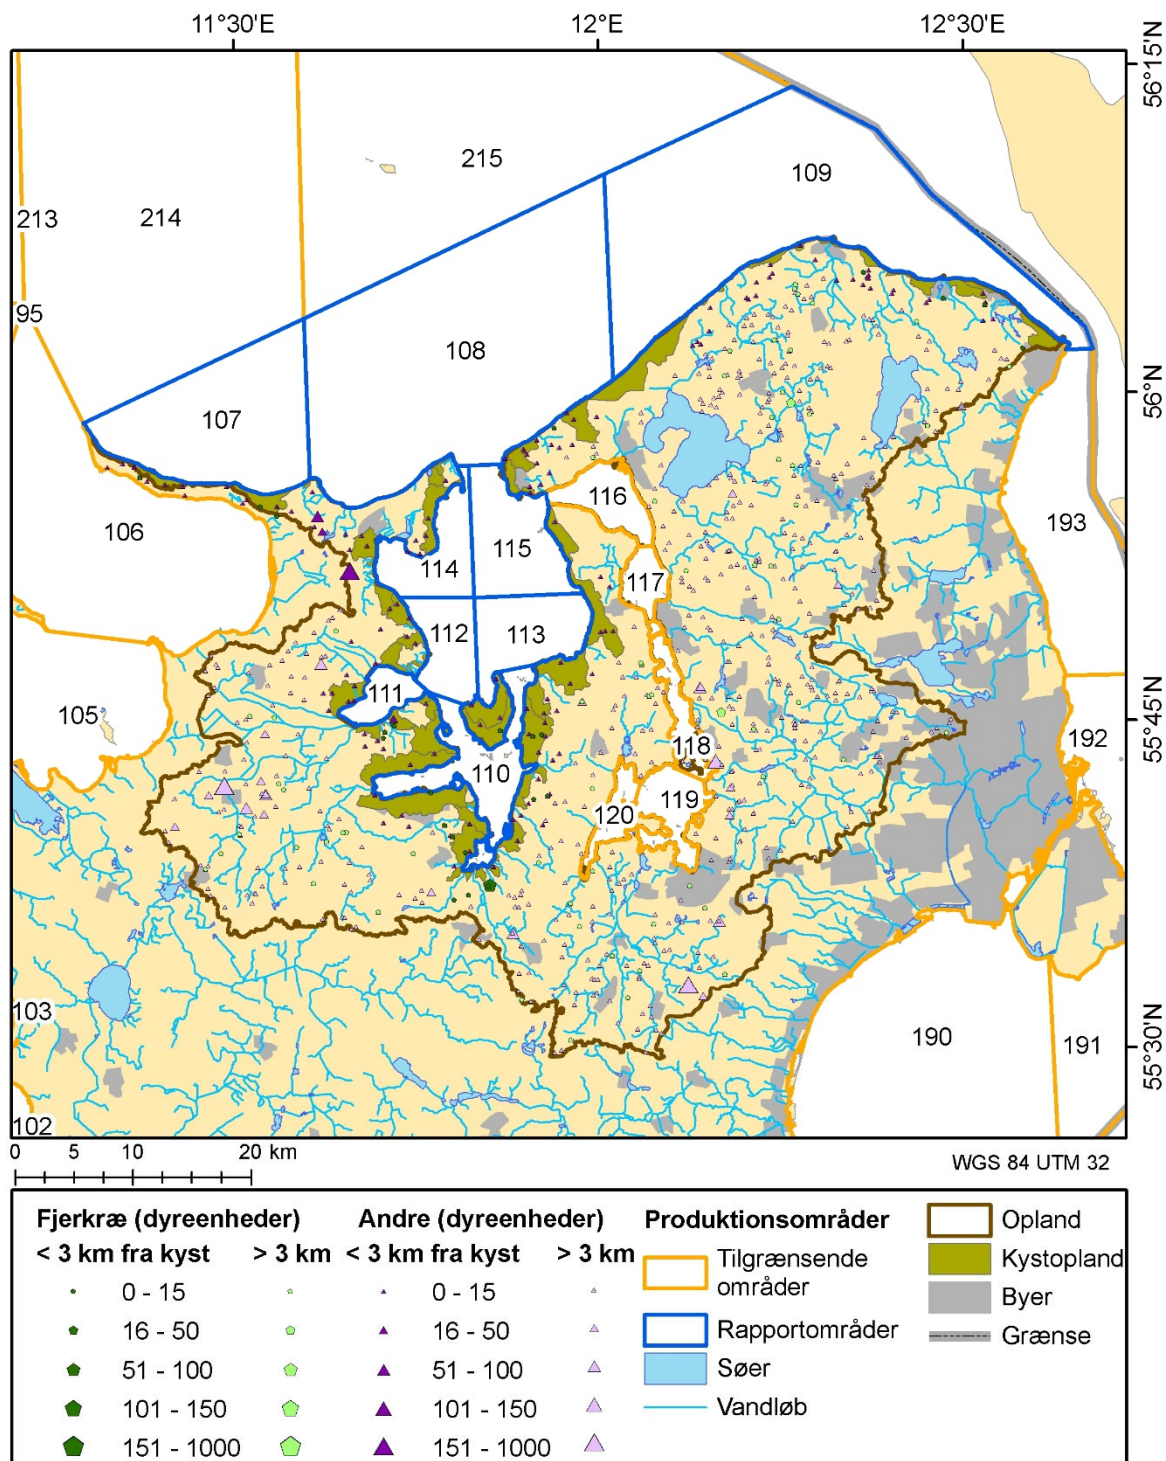 11°30'E
12°E
12°30'E
56°15'N
215
109
213
214
95
108
56°N
107
116
106
115
193
114
117
112
113
111
105
55°45'N
118
192
110
119
120
103
55°30'N
190
191
102
0 5 10 20 km
WGS 84 UTM 32
Fjerkræ (dyreenheder)
< 3 km fra kyst > 3 km
0 - 15
16 - 50
51 - 100
101 - 150
151 - 1000
Andre (dyreenheder)
< 3 km fra kyst > 3 km
0 - 15
16 - 50
51 - 100
101 - 150
151 - 1000
Produktionsområder
Tilgrænsende
områder
Rapportområder
Søer
Vandløb
Opland
Kystopland
Byer
Grænse